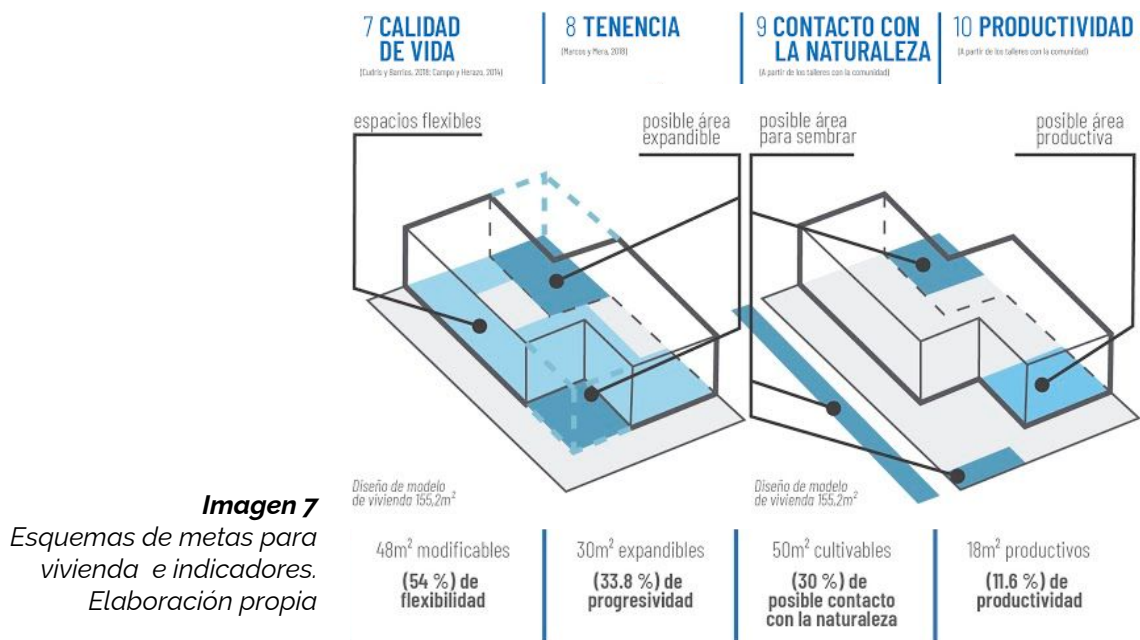 7 CALIDAD
DE VIDA
(Cudris y Barrios, 2018; Campo y Herazo, 2014)
8 TENENCIA
(Marcos y Mera, 2018)
9 CONTACTO CON
LA NATURALEZA
(A partir de los talleres con la comunidad)
10 PRODUCTIVIDAD
(A partir de los talleres con la comunidad)
espacios flexibles
posible área
expandible
posible área
para sembrar
posible área
productiva
Diseño de modelo
de vivienda 155,2m²
Diseño de modelo
de vivienda 155,2m²
Imagen 7
Esquemas de metas para
vivienda e indicadores.
Elaboración propia
48m² modificables
(54 %) de
flexibilidad
30m² expandibles
(33.8 %) de
progresividad
50m² cultivables
(30 %) de
posible contacto
con la naturaleza
18m² productivos
(11.6 %) de
productividad